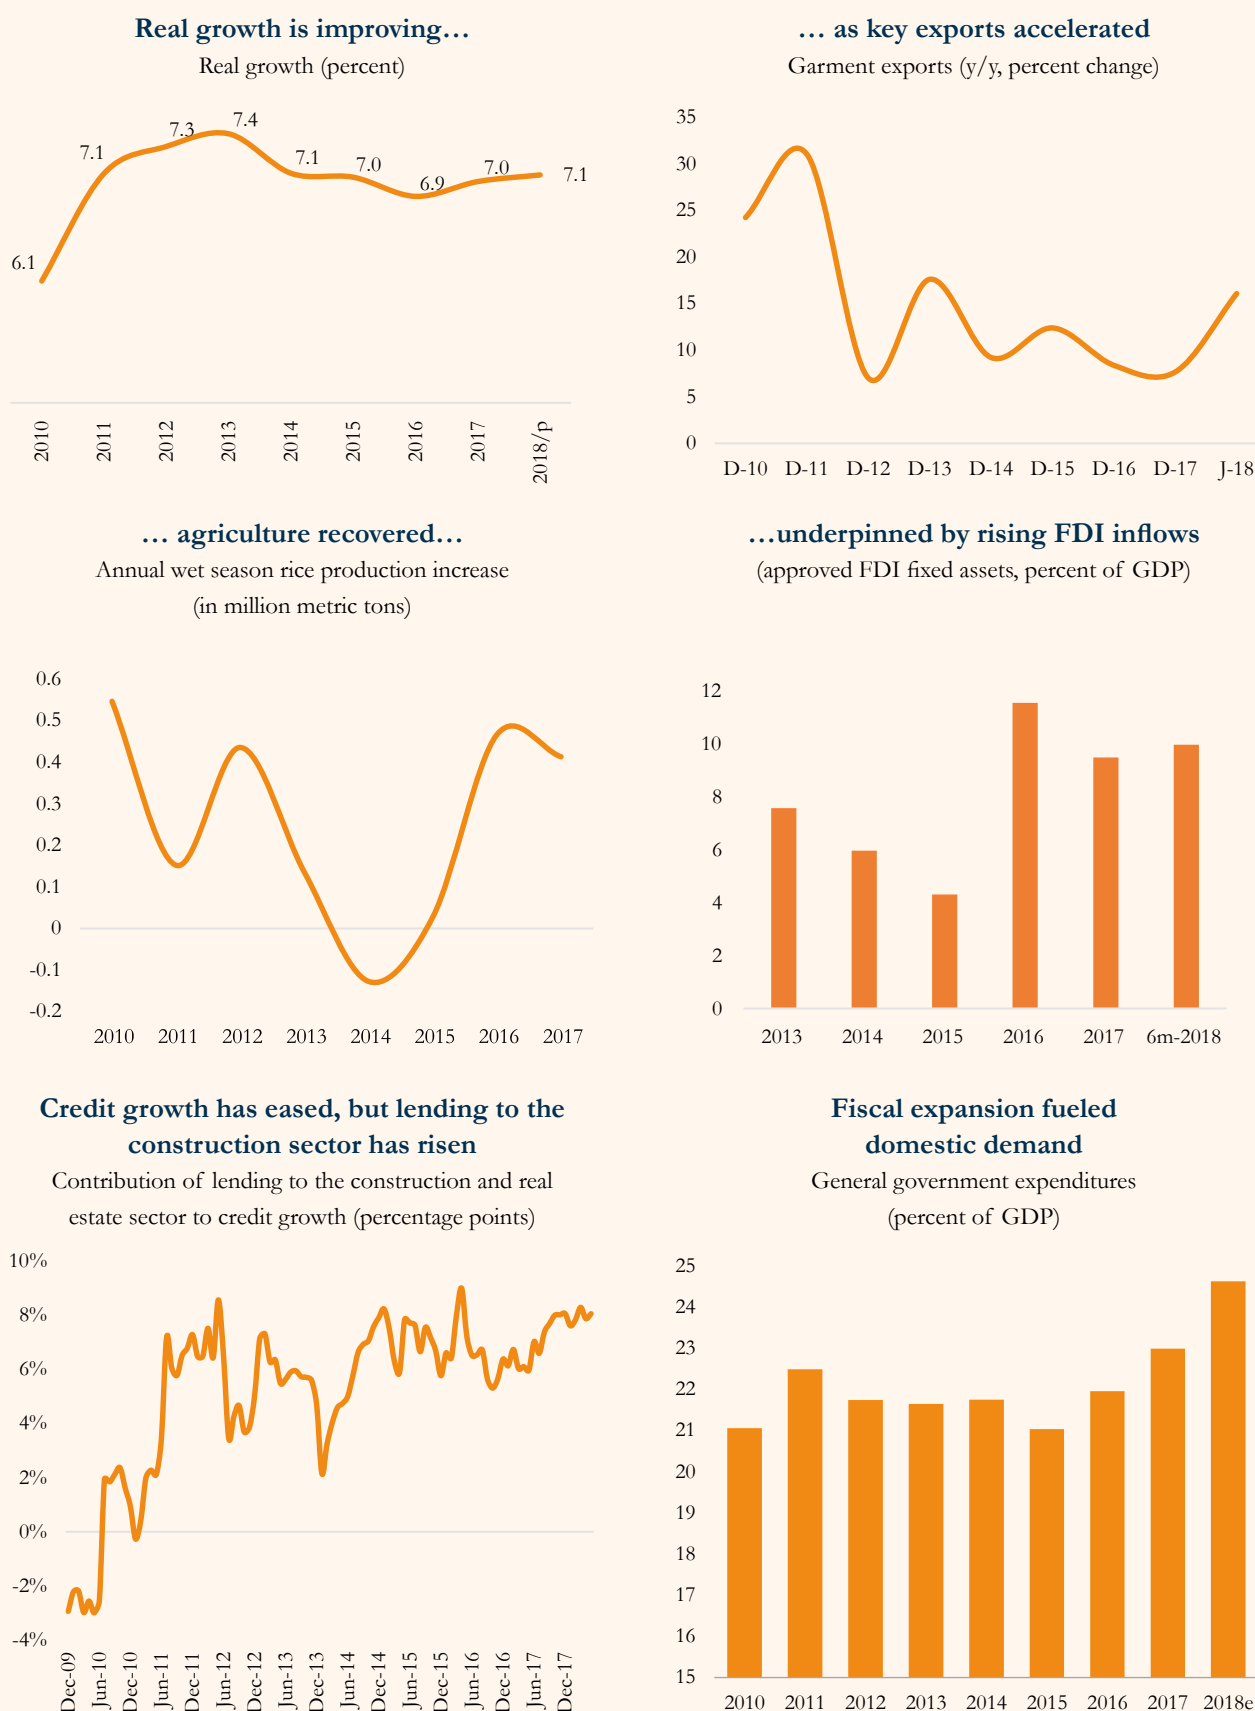 Real growth is improving…
Real growth (percent)
7.4
7.3
7.1
7.1
7.0
6.9
7.0
7.1
6.1
2010
2011
2012
2013
2014
2015
2016
2017
2018/p
… as key exports accelerated
Garment exports (y/y, percent change)
35
30
25
20
15
10
5
0
D-10 D-11 D-12 D-13 D-14 D-15 D-16 D-17 J-18
… agriculture recovered…
Annual wet season rice production increase
(in million metric tons)
0.6
0.5
0.4
0.3
0.2
0.1
0
-0.1
-0.2
2010 2011 2012 2013 2014 2015 2016 2017
…underpinned by rising FDI inflows
(approved FDI fixed assets, percent of GDP)
12
10
8
6
4
2
0
2013 2014 2015 2016 2017 6m-2018
Credit growth has eased, but lending to the
construction sector has risen
Contribution of lending to the construction and real
estate sector to credit growth (percentage points)
10%
8%
6%
4%
2%
0%
-2%
-4%
Dec-09
Jun-10
Dec-10
Jun-11
Dec-11
Jun-12
Dec-12
Jun-13
Dec-13
Jun-14
Dec-14
Jun-15
Dec-15
Jun-16
Dec-16
Jun-17
Dec-17
Fiscal expansion fueled
domestic demand
General government expenditures
(percent of GDP)
25
24
23
22
21
20
19
18
17
16
15
2010 2011 2012 2013 2014 2015 2016 2017 2018e